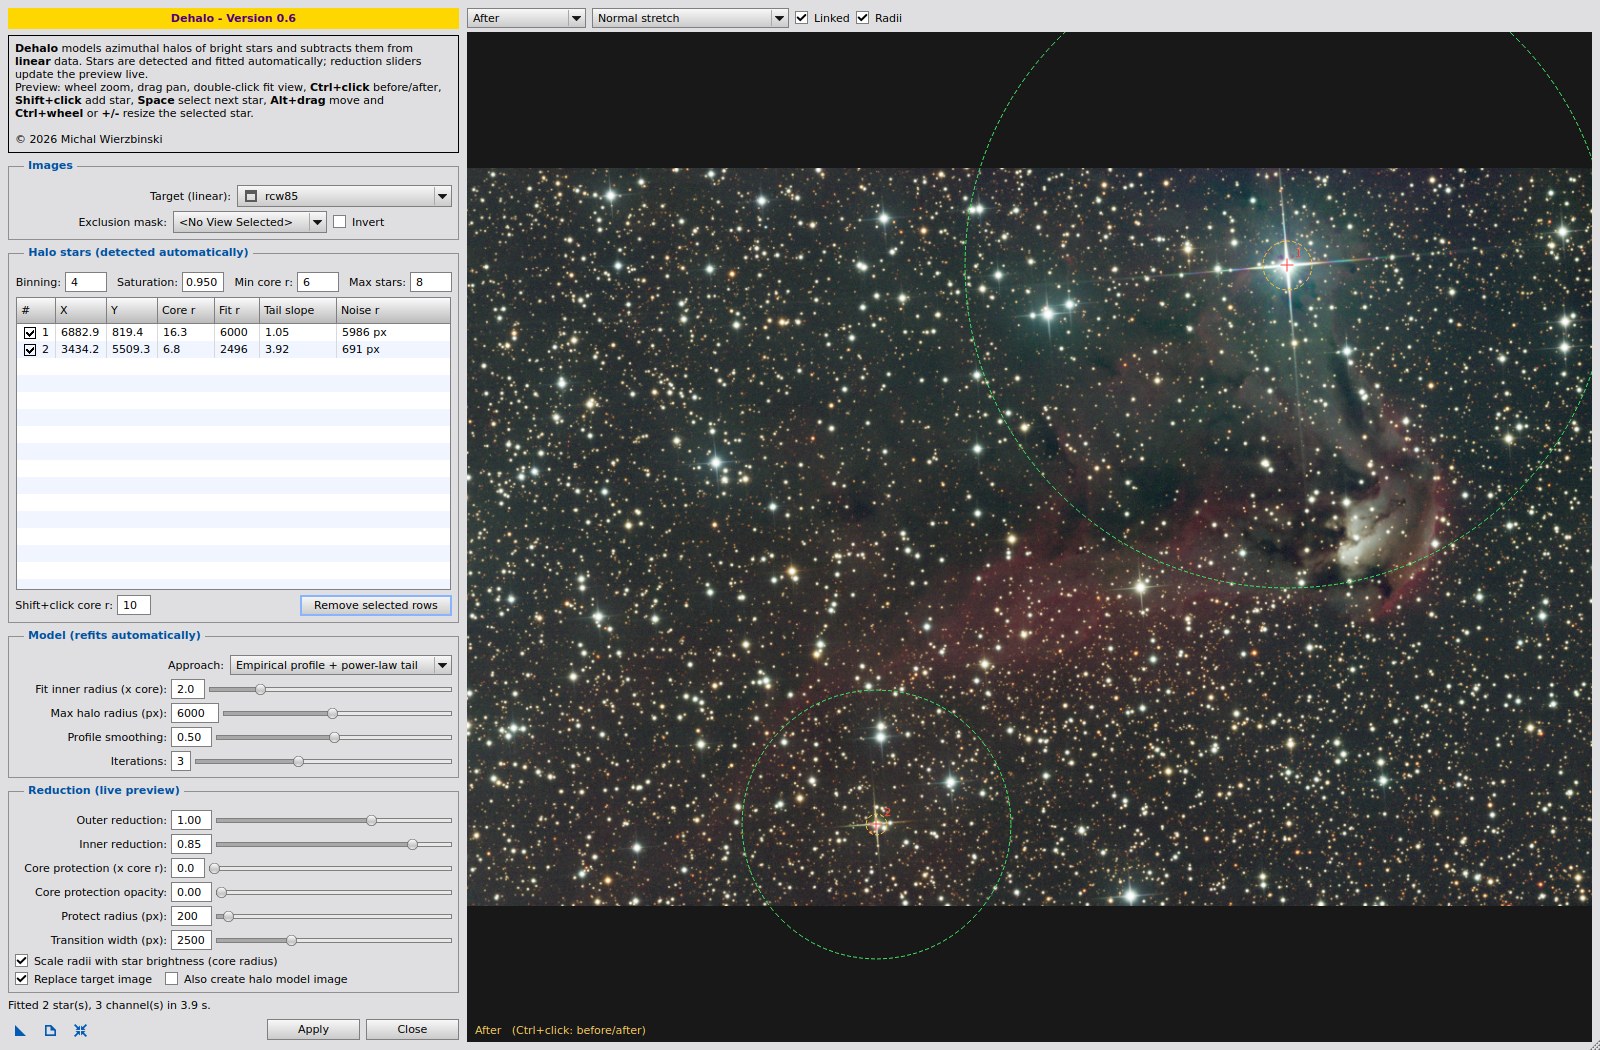 Dehalo - Version 0.6
Dehalo models azimuthal halos of bright stars and subtracts them from
linear data. Stars are detected and fitted automatically; reduction sliders
update the preview live.
Preview: wheel zoom, drag pan, double-click fit view, Ctrl+click before/after,
Shift+click add star, Space select next star, Alt+drag move and
Ctrl+wheel or +/- resize the selected star.
© 2026 Michal Wierzbinski
Images
Target (linear): rcw85
Exclusion mask: <No View Selected> Invert
Halo stars (detected automatically)
Binning: 4 Saturation: 0.950 Min core r: 6 Max stars: 8
# X Y Core r Fit r Tail slope Noise r
1 6882.9 819.4 16.3 6000 1.05 5986 px
2 3434.2 5509.3 6.8 2496 3.92 691 px
Shift+click core r: 10 Remove selected rows
Model (refits automatically)
Approach: Empirical profile + power-law tail
Fit inner radius (x core): 2.0
Max halo radius (px): 6000
Profile smoothing: 0.50
Iterations: 3
Reduction (live preview)
Outer reduction: 1.00
Inner reduction: 0.85
Core protection (x core r): 0.0
Core protection opacity: 0.00
Protect radius (px): 200
Transition width (px): 2500
Scale radii with star brightness (core radius)
Replace target image Also create halo model image
Fitted 2 star(s), 3 channel(s) in 3.9 s.
Apply Close
After Normal stretch Linked Radii
1
2
After (Ctrl+click: before/after)